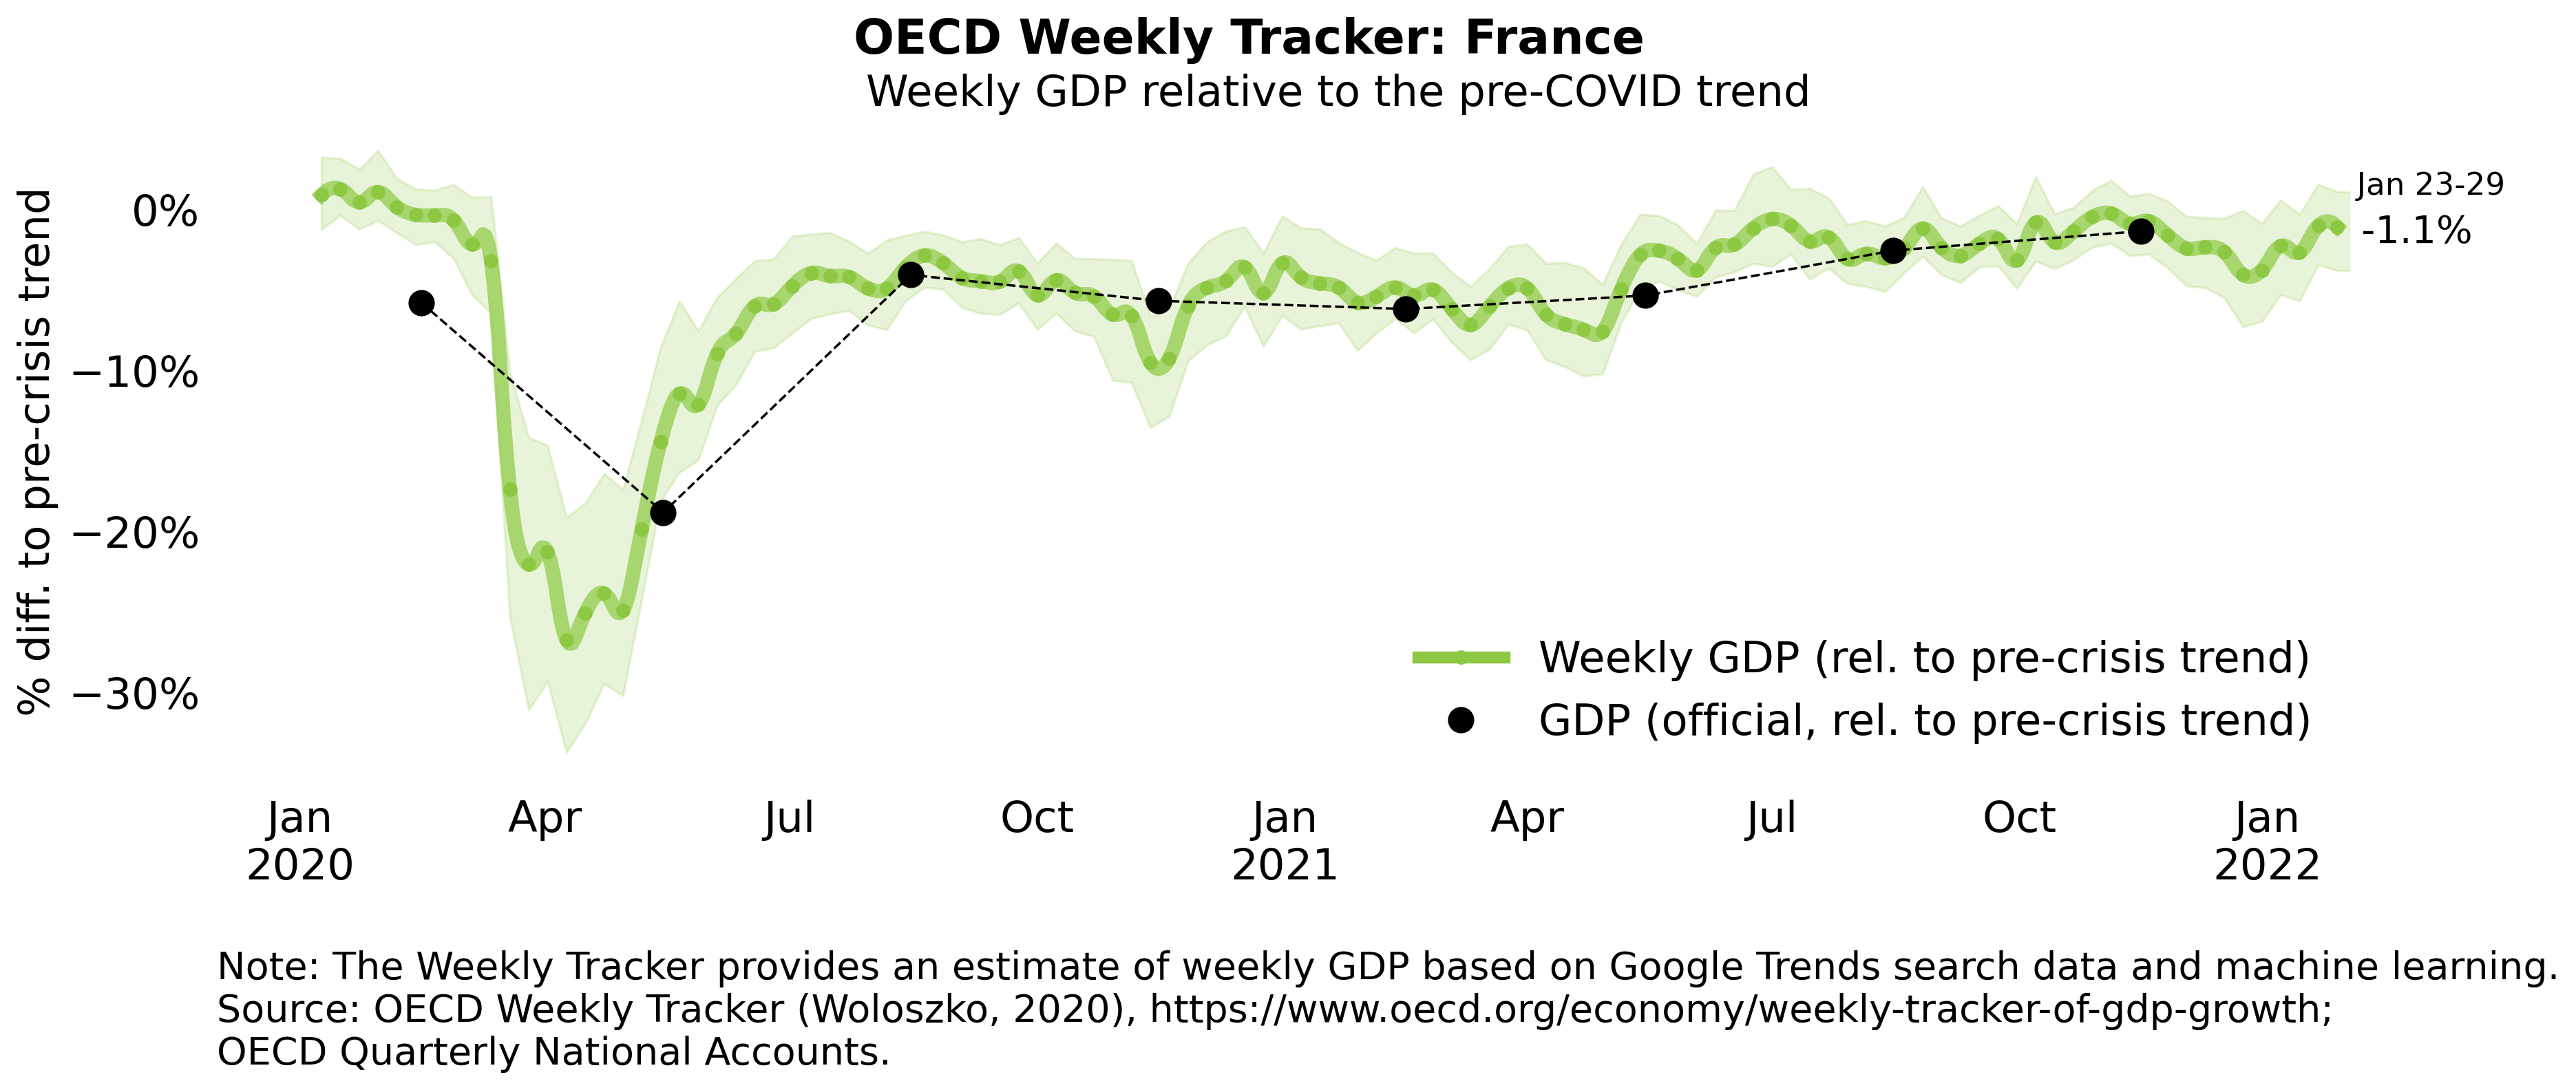 OECD Weekly Tracker: France
Weekly GDP relative to the pre-COVID trend
% diff. to pre-crisis trend
0%
−10%
−20%
−30%
Jan 23-29
-1.1%
Weekly GDP (rel. to pre-crisis trend)
GDP (official, rel. to pre-crisis trend)
Jan Apr Jul Oct Jan Apr Jul Oct Jan
2020 2021 2022
Note: The Weekly Tracker provides an estimate of weekly GDP based on Google Trends search data and machine learning.
Source: OECD Weekly Tracker (Woloszko, 2020), https://www.oecd.org/economy/weekly-tracker-of-gdp-growth;
OECD Quarterly National Accounts.